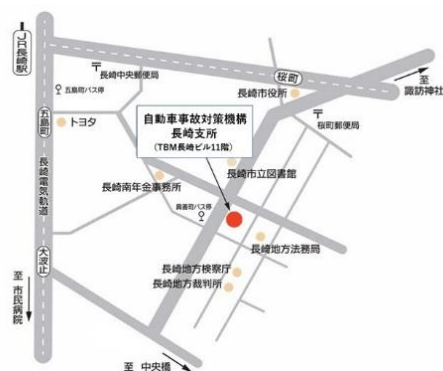 JR長崎駅
〒
長崎中央郵便局
桜町
至
諏訪神社
五島町バス停
長崎市役所
〒
桜町郵便局
五島町
トヨタ
自動車事故対策機構
長崎支所
(TBM長崎ビル11階)
長崎市立図書館
長崎電気軌道
長崎南年金事務所
長崎地方法務局
大波止
長崎地方検察庁
長崎地方裁判所
至 市民病院
至 中央橋